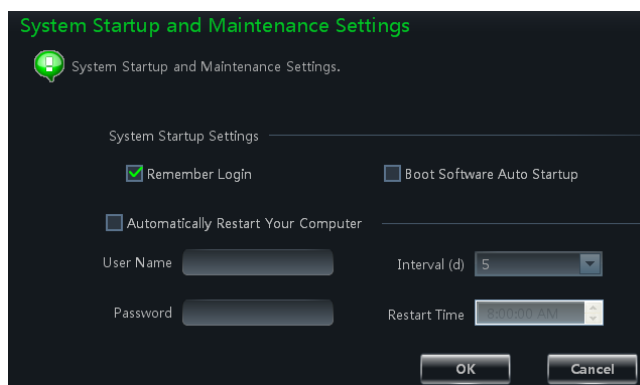 System Startup and Maintenance Settings
System Startup and Maintenance Settings.
System Startup Settings
Remember Login
Boot Software Auto Startup
Automatically Restart Your Computer
User Name
Interval (d) 5
Password
Restart Time 8:00:00 AM
OK Cancel